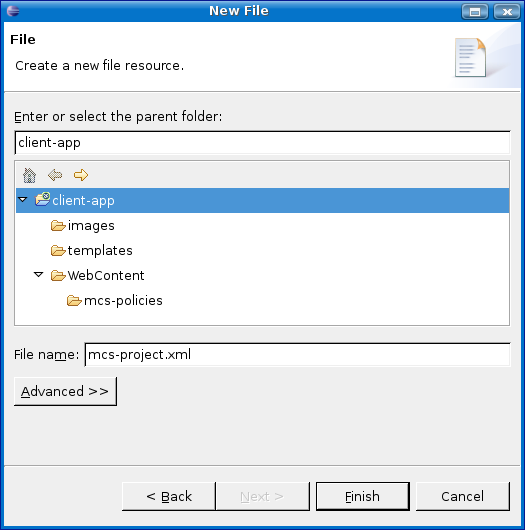 New File
File
Create a new file resource.
Enter or select the parent folder:
client-app
client-app
images
templates
WebContent
mcs-policies
File name: mcs-project.xml
Advanced >>
< Back Next > Finish Cancel